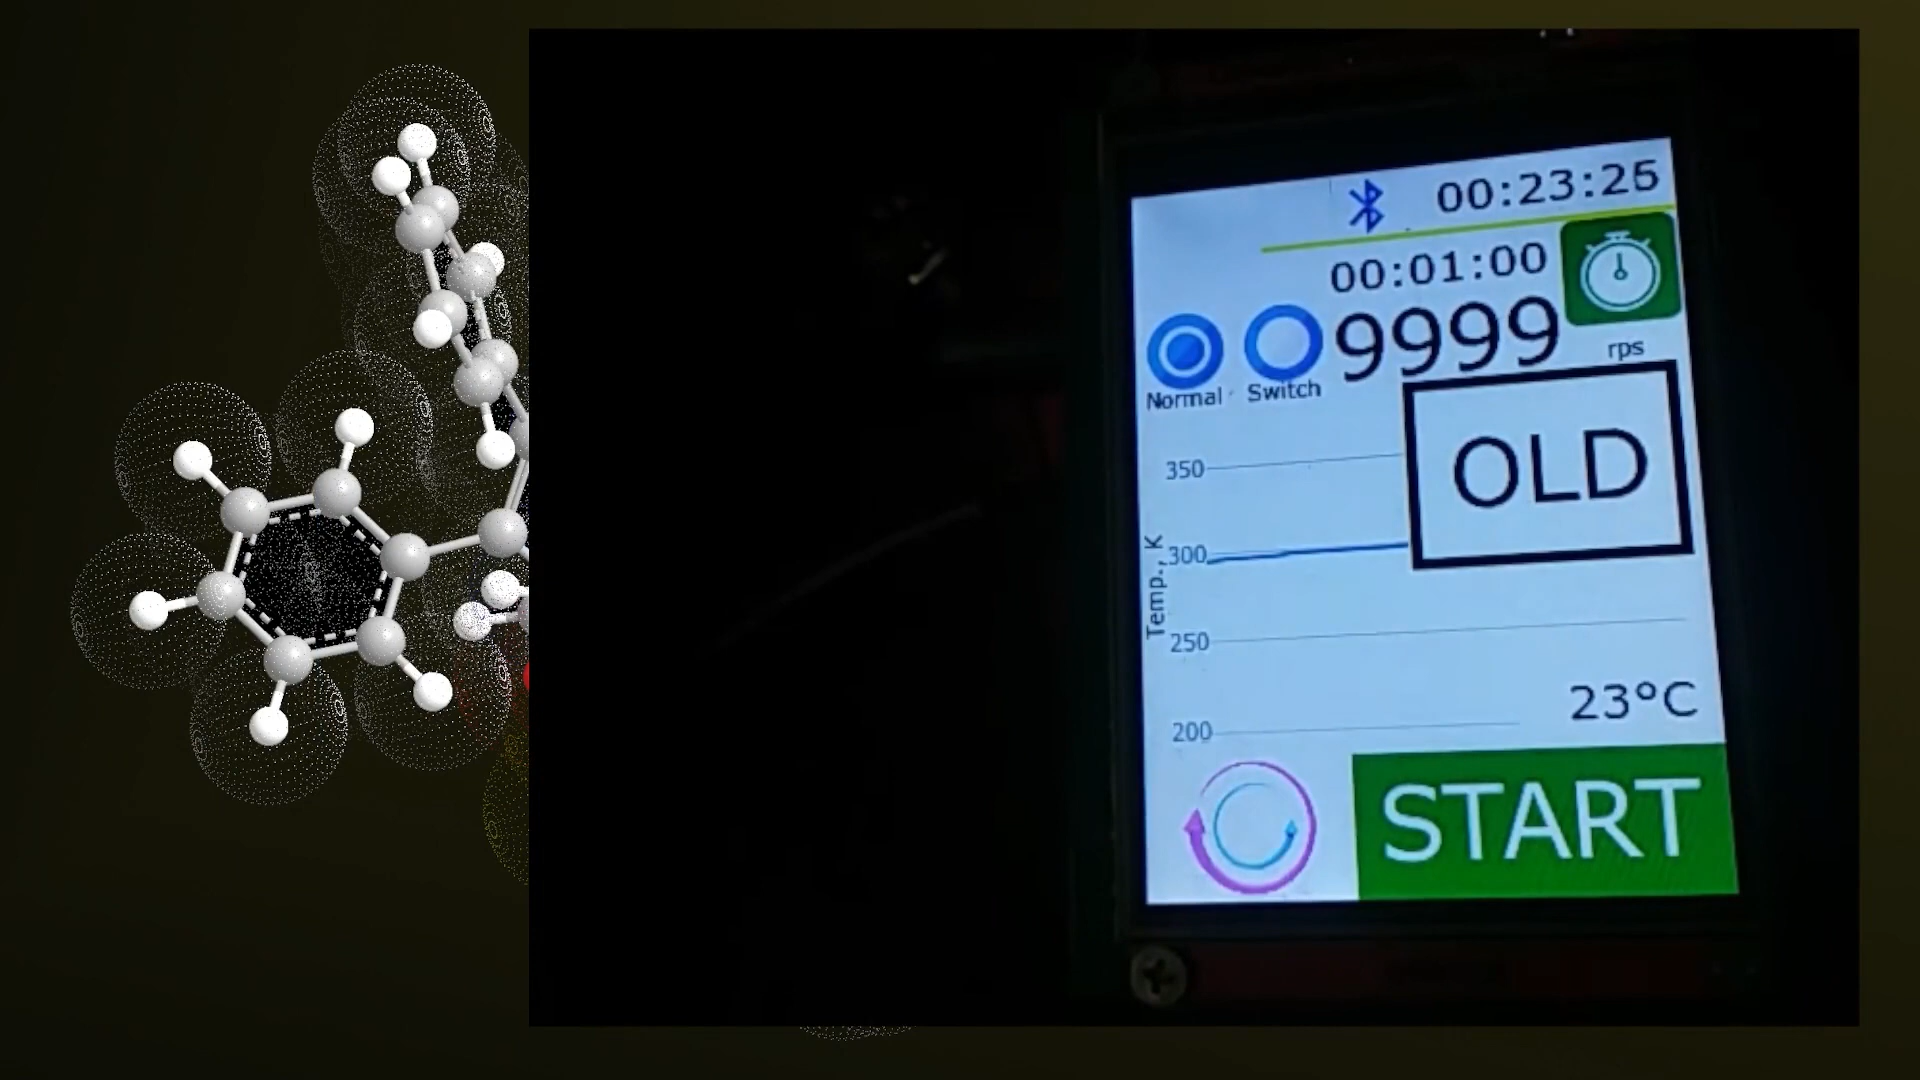 00:23:25
00:01:00
9999
rps
Normal
Switch
OLD
350
300
250
200
Temp., K
23°C
START